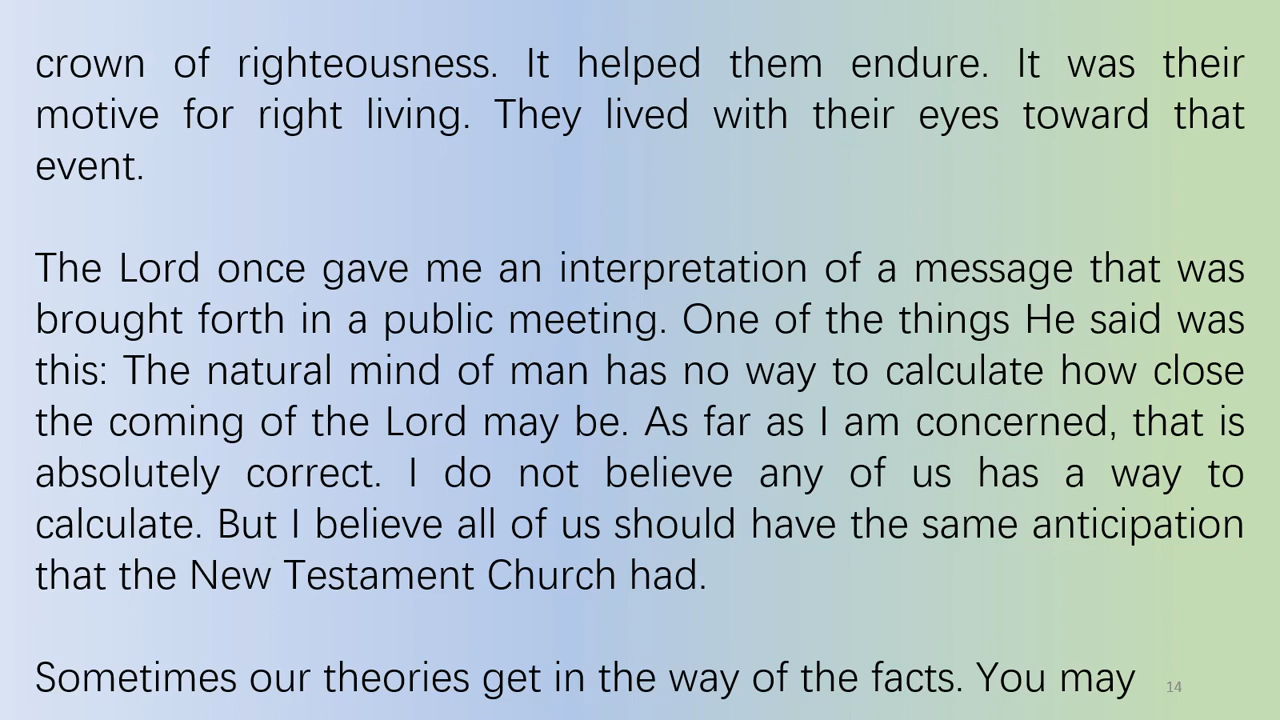 crown of righteousness. It helped them endure. It was their
motive for right living. They lived with their eyes toward that
event.
The Lord once gave me an interpretation of a message that was
brought forth in a public meeting. One of the things He said was
this: The natural mind of man has no way to calculate how close
the coming of the Lord may be. As far as I am concerned, that is
absolutely correct. I do not believe any of us has a way to
calculate. But I believe all of us should have the same anticipation
that the New Testament Church had.
Sometimes our theories get in the way of the facts. You may
14